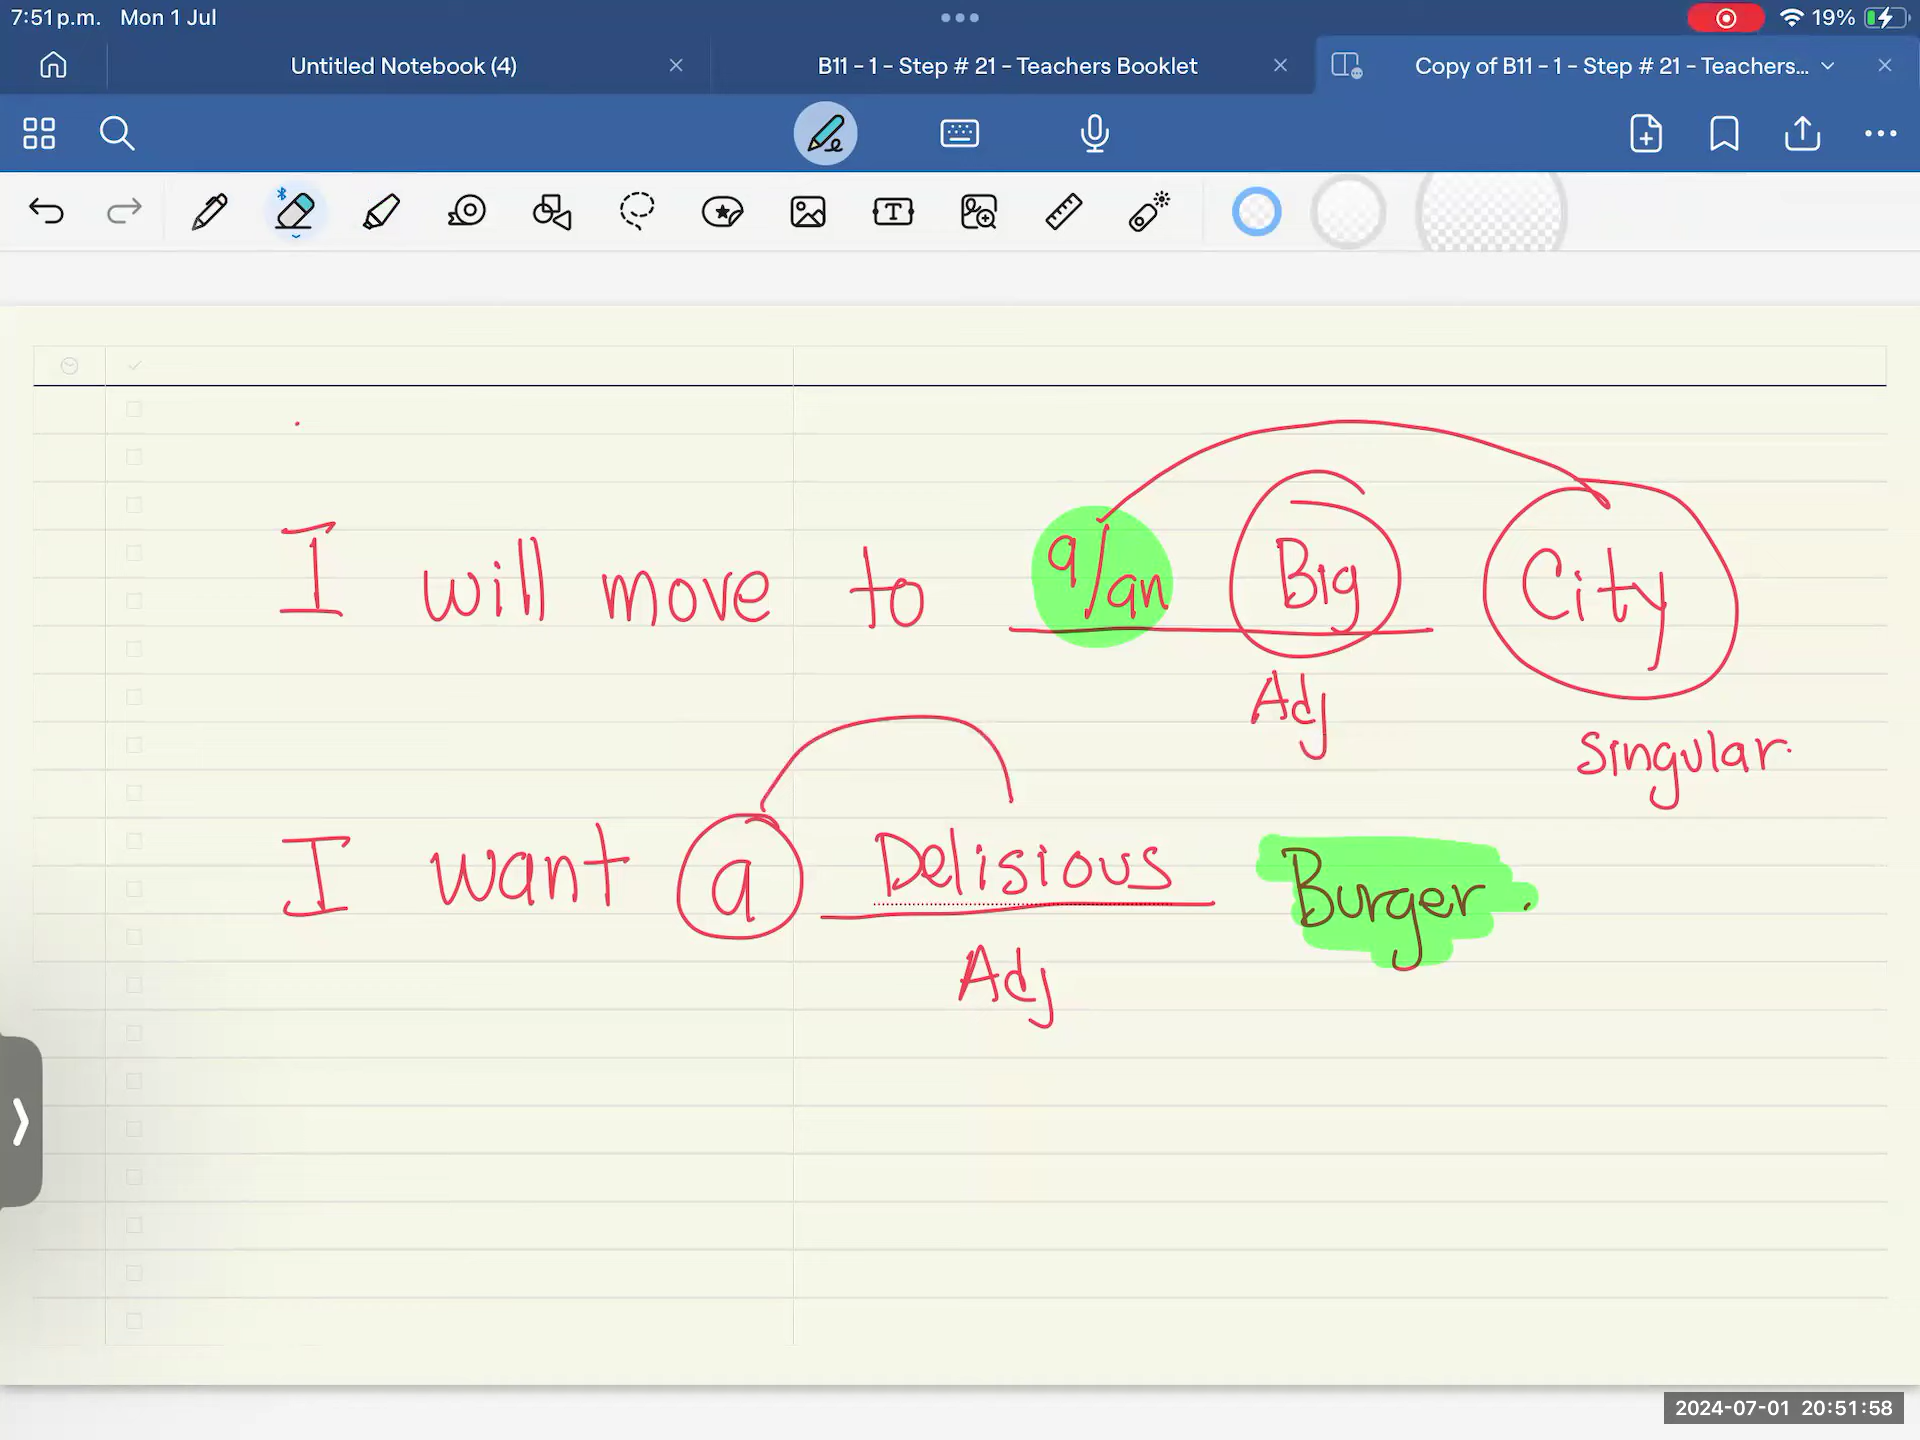 7:51 p.m. Mon 1 Jul
19%
Untitled Notebook (4)
B11 - 1 - Step # 21 - Teachers Booklet
Copy of B11 - 1 - Step # 21 - Teachers...
I will move to a/an Big City
Adj
Singular.
I want a Delisious Burger.
Adj
2024-07-01 20:51:58